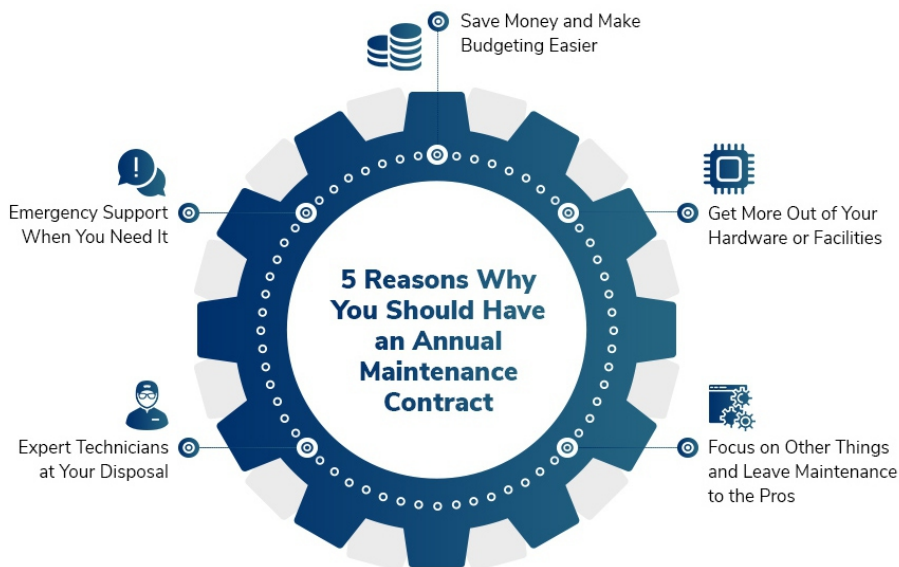 Save Money and Make
Budgeting Easier
Emergency Support
When You Need It
Get More Out of Your
Hardware or Facilities
5 Reasons Why
You Should Have
an Annual
Maintenance
Contract
Expert Technicians
at Your Disposal
Focus on Other Things
and Leave Maintenance
to the Pros